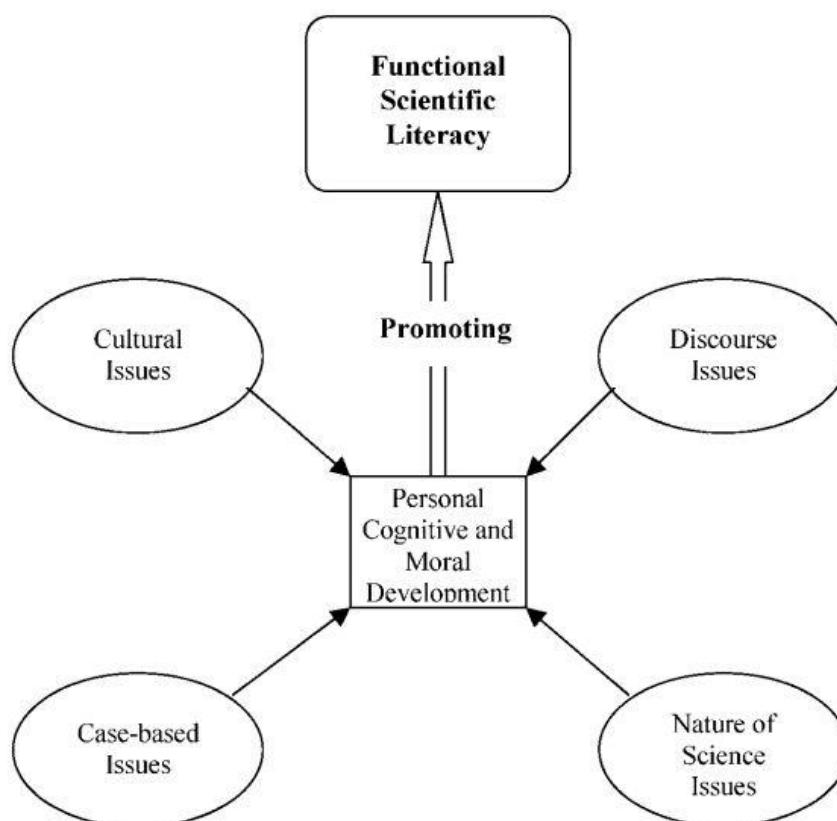 Functional
Scientific
Literacy
Promoting
Cultural
Issues
Discourse
Issues
Personal
Cognitive and
Moral
Development
Case-based
Issues
Nature of
Science
Issues